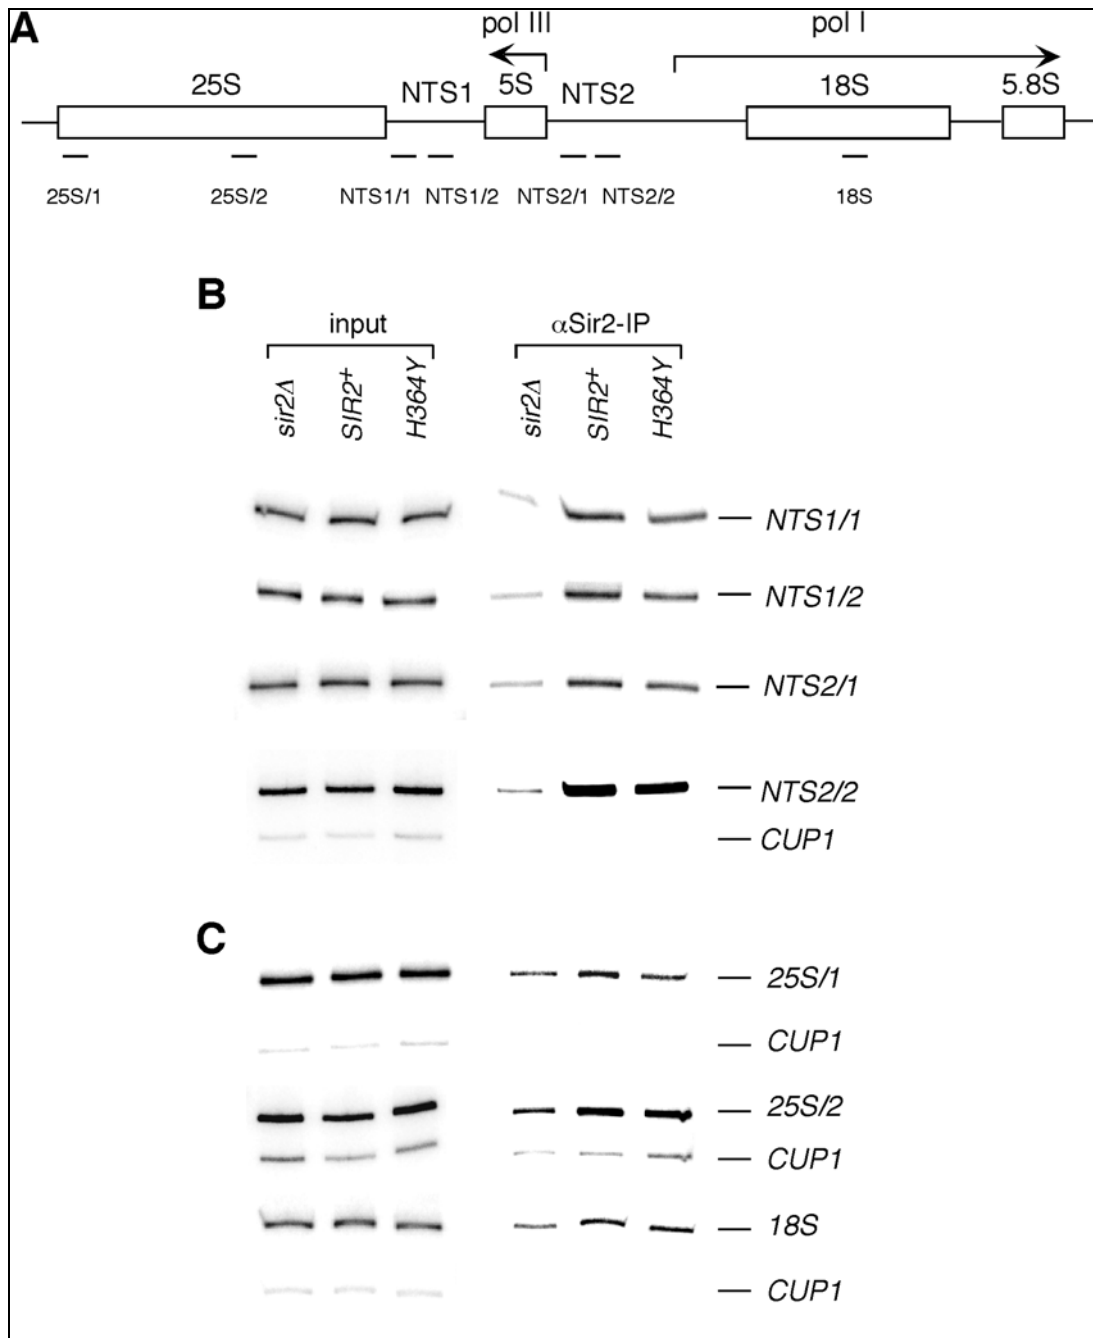 A
pol III
pol I
25S
NTS1
5S
NTS2
18S
5.8S
25S/1
25S/2
NTS1/1
NTS1/2
NTS2/1
NTS2/2
18S
B
input
αSir2-IP
sir2Δ
SIR2+
H364Y
sir2Δ
SIR2+
H364Y
NTS1/1
NTS1/2
NTS2/1
NTS2/2
CUP1
C
25S/1
CUP1
25S/2
CUP1
18S
CUP1